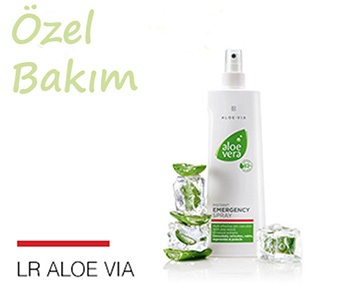 Özel
Bakım
ALOE VIA
aloe
vera
EMERGENCY
SPRAY
LR ALOE VIA